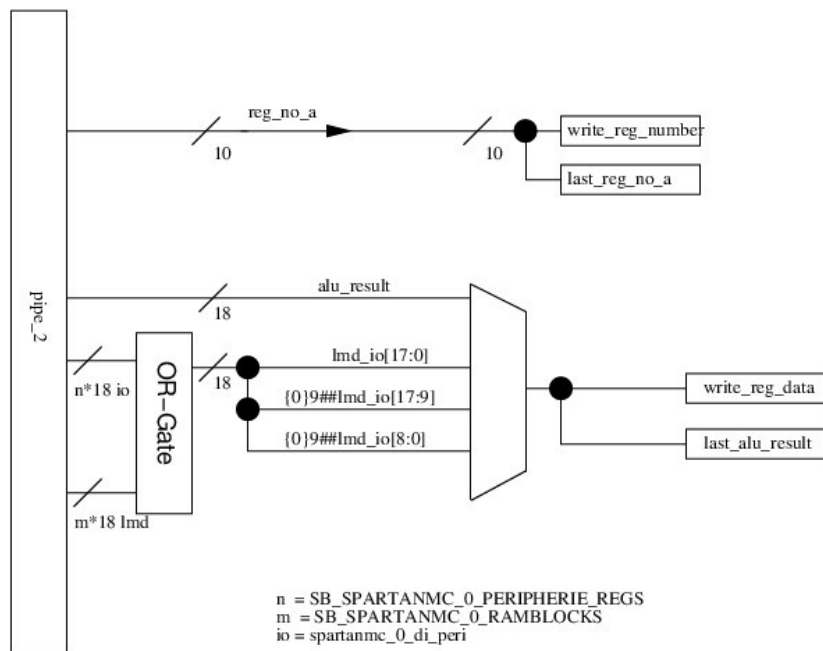 reg_no_a
10
10
write_reg_number
last_reg_no_a
pipe_2
alu_result
18
n*18 io
OR-Gate
18
lmd_io[17:0]
{0}9##lmd_io[17:9]
{0}9##lmd_io[8:0]
m*18 lmd
write_reg_data
last_alu_result
n = SB_SPARTANMC_0_PERIPHERIE_REGS
m = SB_SPARTANMC_0_RAMBLOCKS
io = spartanmc_0_di_peri